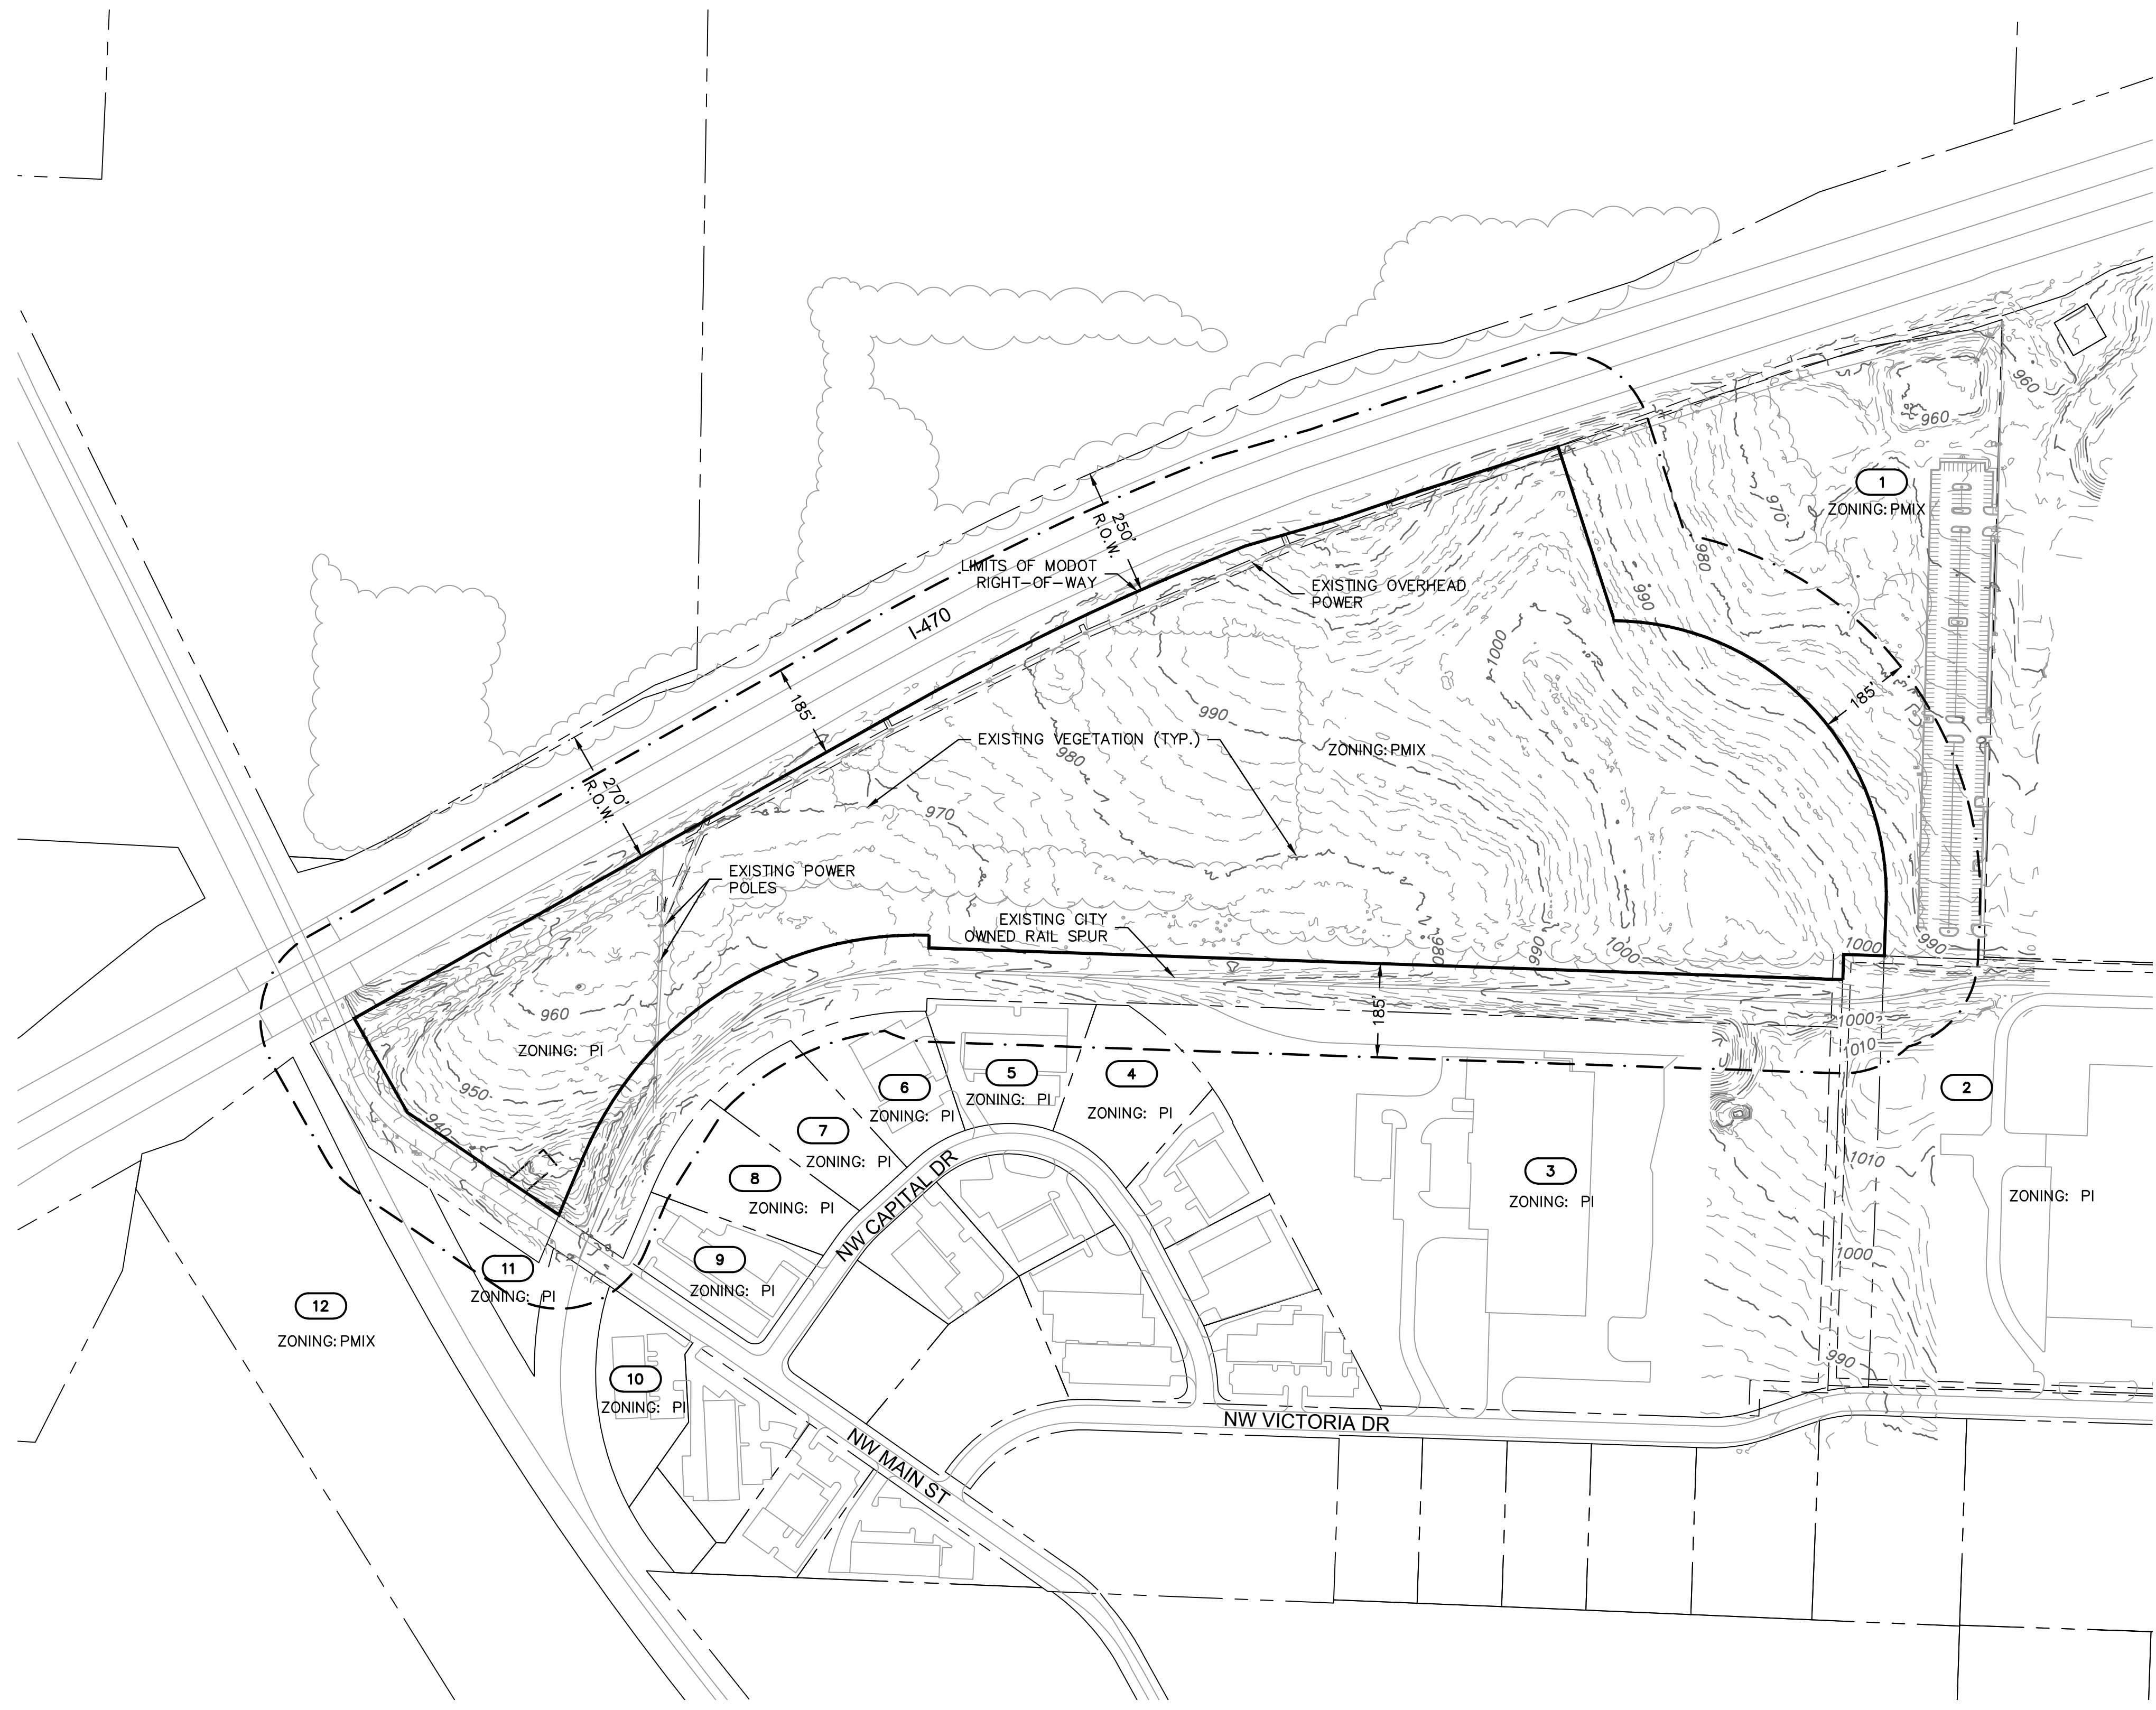 960
960
1
ZONING: PMIX
970
250'
R.O.W.
980
LIMITS OF MODOT
RIGHT-OF-WAY
EXISTING OVERHEAD
POWER
990
I-470
1000
185'
185'
990
EXISTING VEGETATION (TYP.)
980
ZONING: PMIX
270'
R.O.W.
970
EXISTING POWER
POLES
EXISTING CITY
OWNED RAIL SPUR
980
990
1000
1000
990
960
185'
1000
ZONING: PI
1010
950
940
6
ZONING: PI
5
ZONING: PI
4
ZONING: PI
2
7
ZONING: PI
8
ZONING: PI
3
ZONING: PI
1010
ZONING: PI
NW CAPITAL DR
9
ZONING: PI
1000
11
ZONING: PI
12
ZONING: PMIX
10
ZONING: PI
990
NW VICTORIA DR
NW MAIN ST